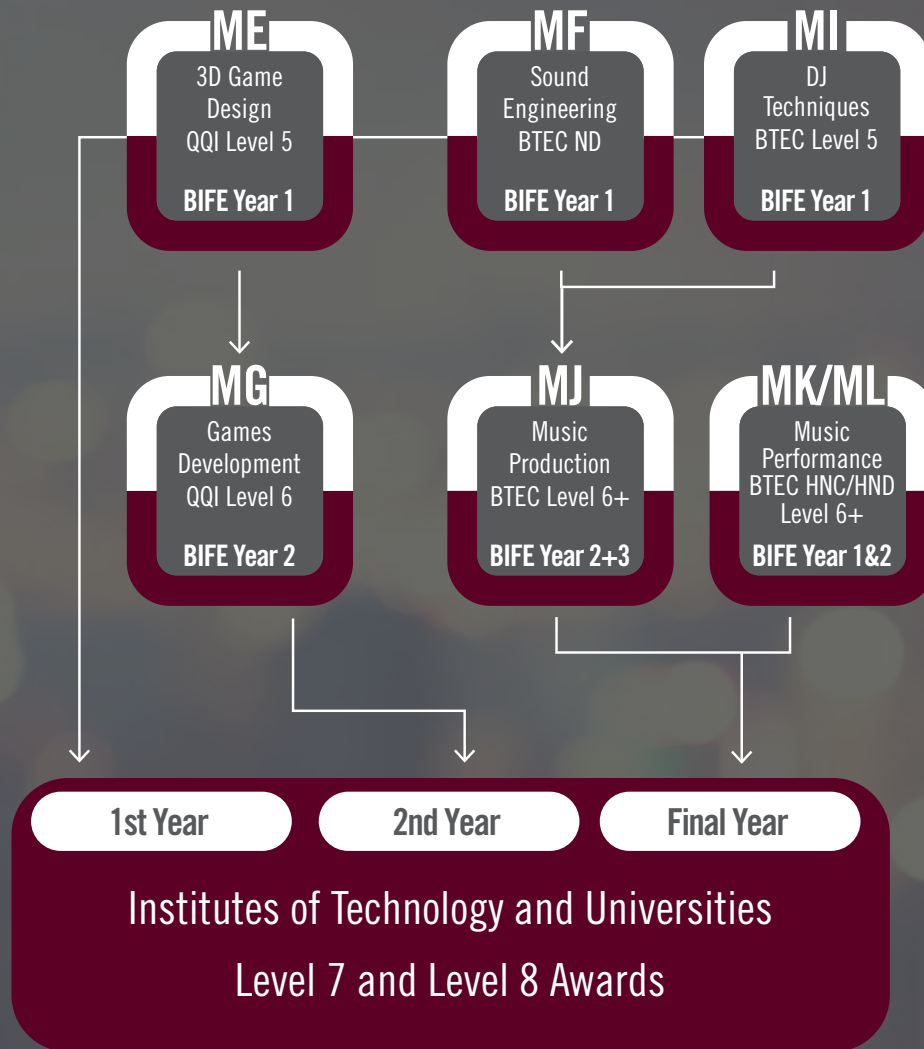 ME
3D Game
Design
QQI Level 5
BIFE Year 1
MF
Sound
Engineering
BTEC ND
BIFE Year 1
MI
DJ
Techniques
BTEC Level 5
BIFE Year 1
MG
Games
Development
QQI Level 6
BIFE Year 2
MJ
Music
Production
BTEC Level 6+
BIFE Year 2+3
MK/ML
Music
Performance
BTEC HNC/HND
Level 6+
BIFE Year 1&2
1st Year
2nd Year
Final Year
Institutes of Technology and Universities
Level 7 and Level 8 Awards